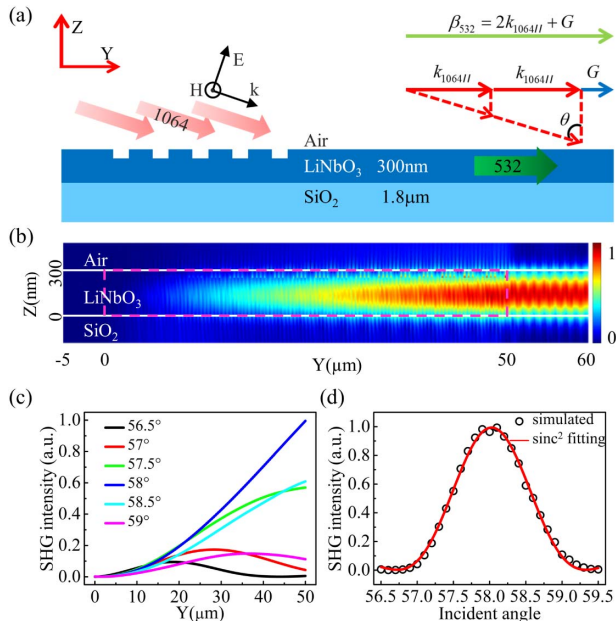 (a)
Z
Y
E
H
k
1064
β532 = 2k1064// + G
k1064//
k1064//
G
θ
Air
LiNbO3 300nm
532
SiO2 1.8μm
(b)
Air
LiNbO3
SiO2
Z(nm)
300
0
-5 0 50 60
Y(μm)
1
0
(c)
SHG intensity (a.u.)
1.0
0.8
0.6
0.4
0.2
0.0
56.5°
57°
57.5°
58°
58.5°
59°
0 10 20 30 40 50
Y(μm)
(d)
SHG intensity (a.u.)
1.0
0.8
0.6
0.4
0.2
0.0
simulated
sinc² fitting
56.5 57.0 57.5 58.0 58.5 59.0 59.5
Incident angle